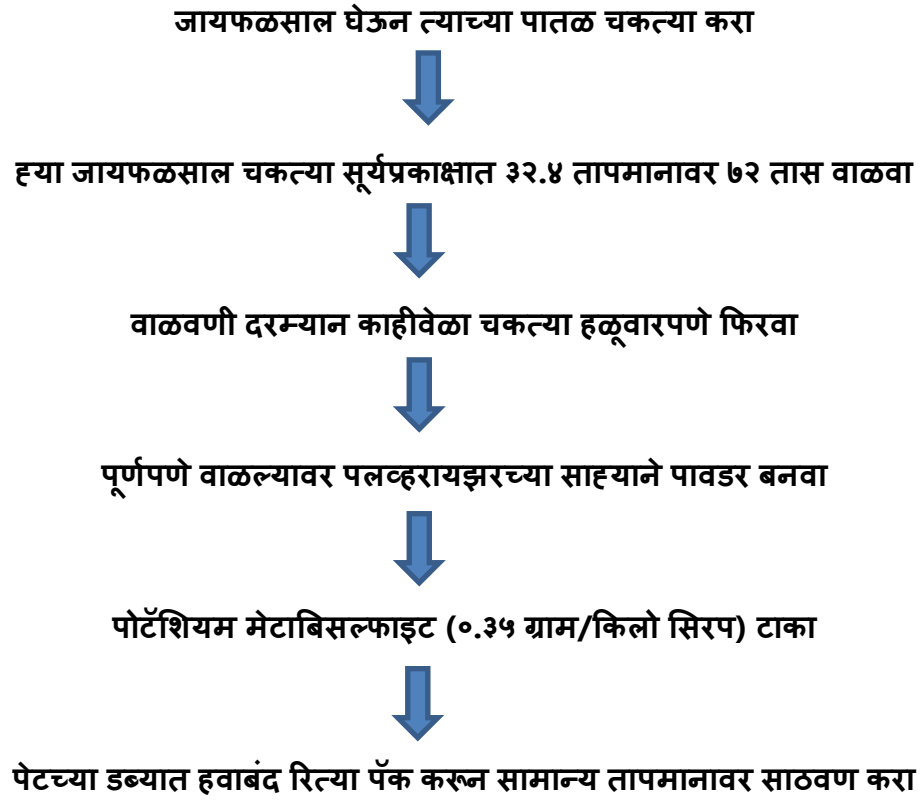 जायफळसाल घेऊन त्याच्या पातळ चकत्या करा
ह्या जायफळसाल चकत्या सूर्यप्रकाक्षात ३२.४ तापमानावर ७२ तास वाळवा
वाळवणी दरम्यान काहीवेळा चकत्या हळूवारपणे फिरवा
पूर्णपणे वाळल्यावर पलव्हरायझरच्या साह्याने पावडर बनवा
पोटॅशियम मेटाबिसल्फाइट (०.३५ ग्राम/किलो सिरप) टाका
पेटच्या डब्यात हवाबंद रित्या पॅक करून सामान्य तापमानावर साठवण करा